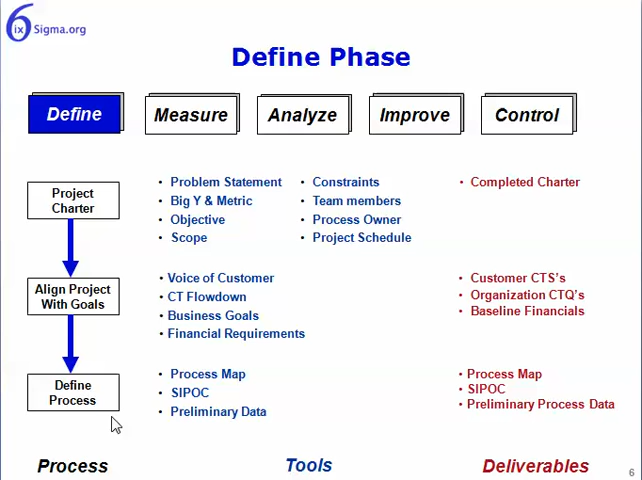 6ixSigma.org
Define Phase
Define Measure Analyze Improve Control
Project
Charter
• Problem Statement
• Big Y & Metric
• Objective
• Scope
• Constraints
• Team members
• Process Owner
• Project Schedule
• Completed Charter
Align Project
With Goals
• Voice of Customer
• CT Flowdown
• Business Goals
• Financial Requirements
• Customer CTS's
• Organization CTQ's
• Baseline Financials
Define
Process
• Process Map
• SIPOC
• Preliminary Data
• Process Map
• SIPOC
• Preliminary Process Data
Process Tools Deliverables
6